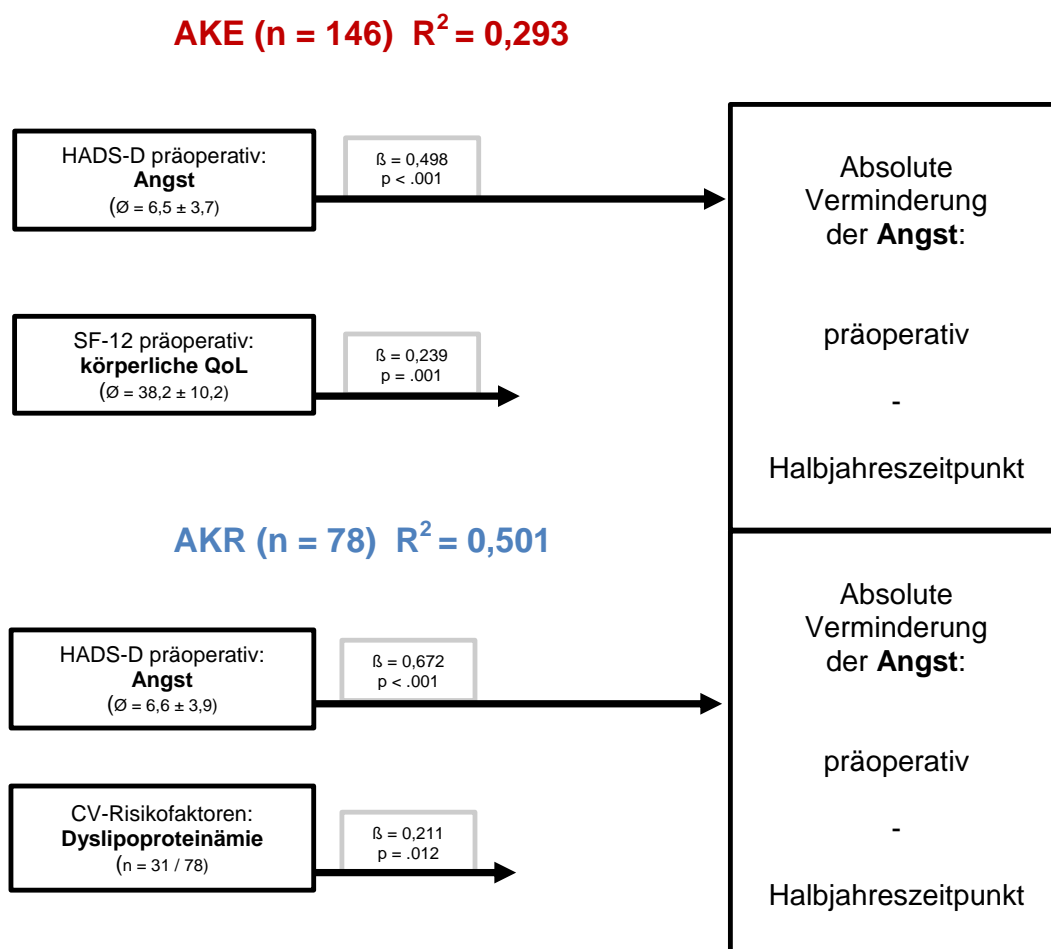 AKE (n = 146) R² = 0,293
HADS-D präoperativ:
Angst
(Ø = 6,5 ± 3,7)
ß = 0,498
p < .001
SF-12 präoperativ:
körperliche QoL
(Ø = 38,2 ± 10,2)
ß = 0,239
p = .001
Absolute
Verminderung
der Angst:
präoperativ
-
Halbjahreszeitpunkt
AKR (n = 78) R² = 0,501
HADS-D präoperativ:
Angst
(Ø = 6,6 ± 3,9)
ß = 0,672
p < .001
CV-Risikofaktoren:
Dyslipoproteinämie
(n = 31 / 78)
ß = 0,211
p = .012
Absolute
Verminderung
der Angst:
präoperativ
-
Halbjahreszeitpunkt